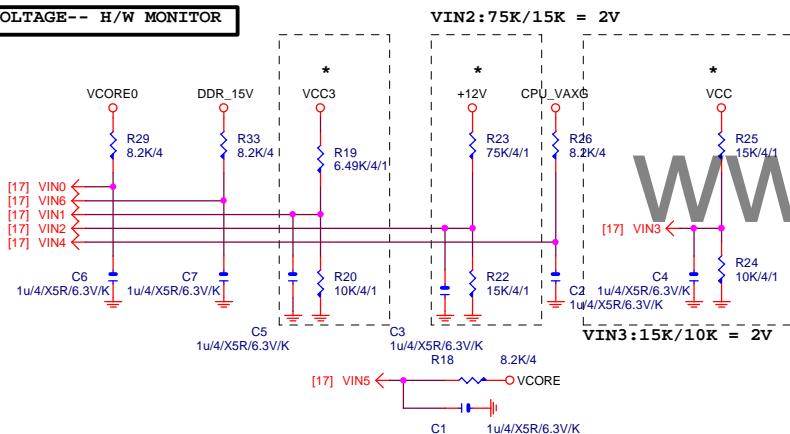 OLTAGE-- H/W MONITOR
VIN2:75K/15K = 2V
*
*
*
VCORE0
DDR_15V
VCC3
+12V
CPU_VAXG
VCC
R29
8.2K/4
R33
8.2K/4
R19
6.49K/4/1
R23
75K/4/1
R26
8.2K/4
R25
15K/4/1
WW
[17] VIN0
[17] VIN6
[17] VIN1
[17] VIN2
[17] VIN4
[17] VIN3
C6
1u/4/X5R/6.3V/K
C7
1u/4/X5R/6.3V/K
R20
10K/4/1
R22
15K/4/1
C2
1u/4/X5R/6.3V/K
C4
1u/4/X5R/6.3V/K
R24
10K/4/1
C5
1u/4/X5R/6.3V/K
C3
1u/4/X5R/6.3V/K
VIN3:15K/10K = 2V
R18
8.2K/4
[17] VIN5
VCORE
C1
1u/4/X5R/6.3V/K